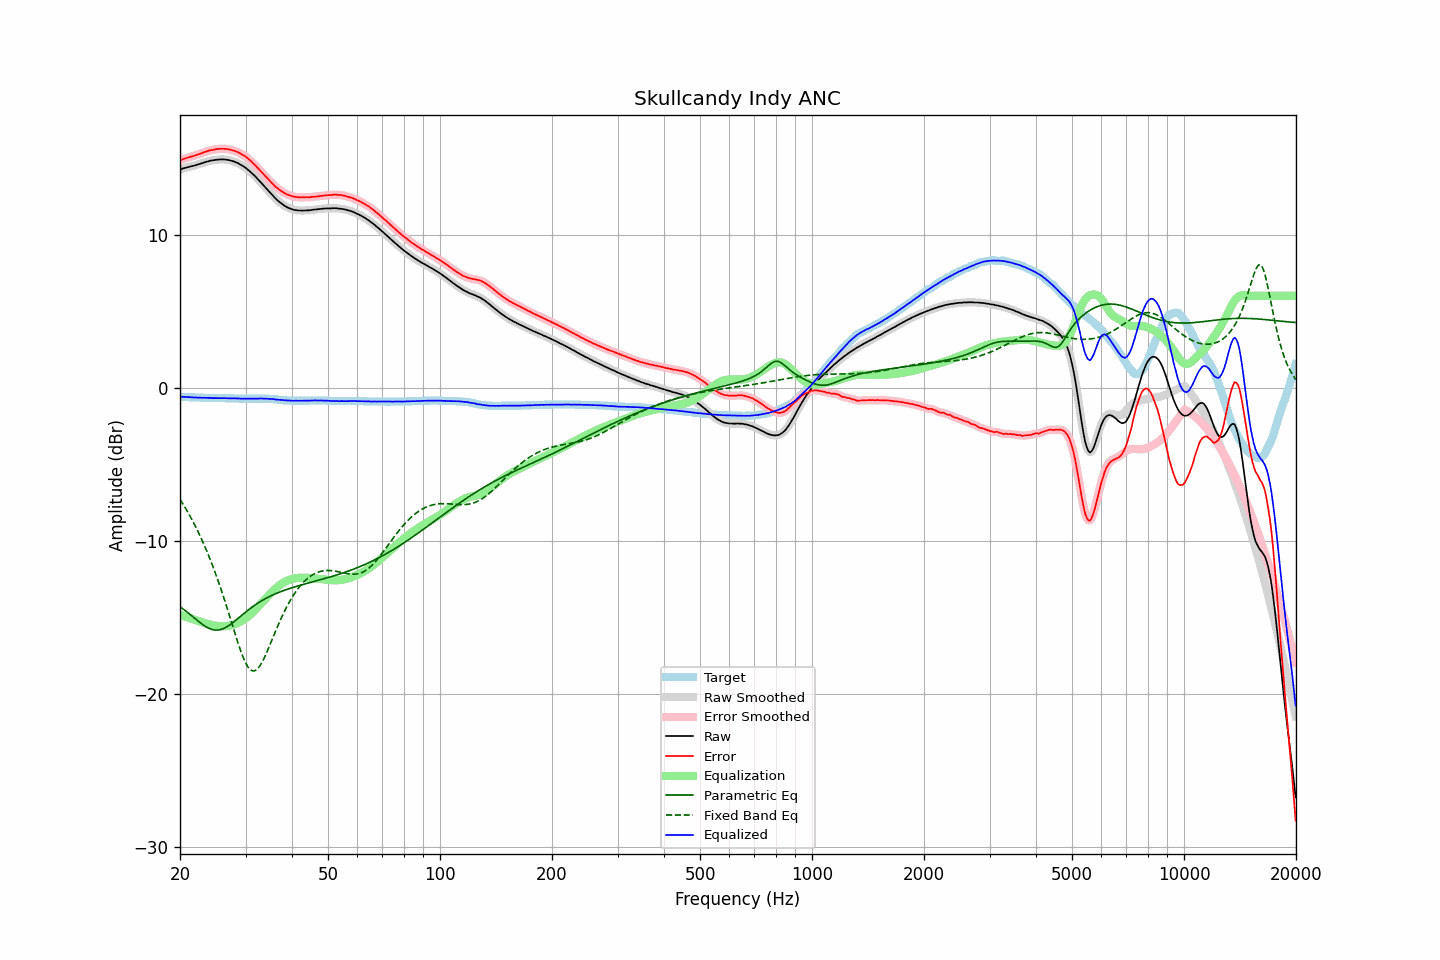 Skullcandy Indy ANC
Amplitude (dBr)
10
0
−10
−20
−30
20
50
100
200
500
1000
2000
5000
10000
20000
Frequency (Hz)
Target
Raw Smoothed
Error Smoothed
Raw
Error
Equalization
Parametric Eq
Fixed Band Eq
Equalized